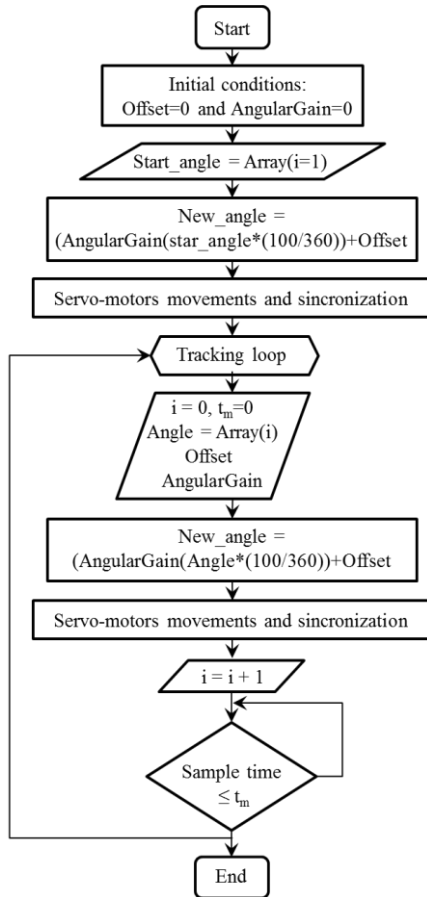 Start
Initial conditions:
Offset=0 and AngularGain=0
Start_angle = Array(i=1)
New_angle =
(AngularGain(star_angle*(100/360))+Offset
Servo-motors movements and sincronization
Tracking loop
i = 0, tm=0
Angle = Array(i)
Offset
AngularGain
New_angle =
(AngularGain(Angle*(100/360))+Offset
Servo-motors movements and sincronization
i = i + 1
Sample time
≤ tm
End